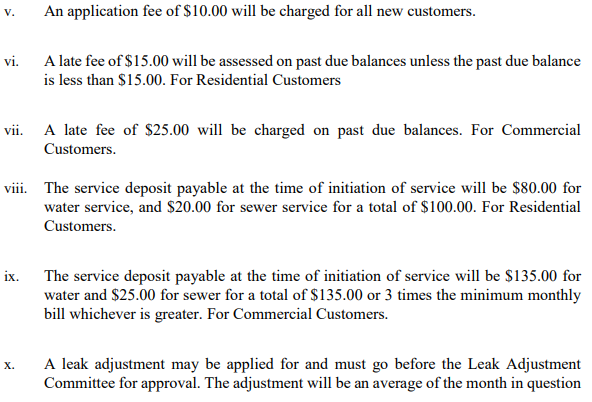 v. An application fee of $10.00 will be charged for all new customers.
vi. A late fee of $15.00 will be assessed on past due balances unless the past due balance
is less than $15.00. For Residential Customers
vii. A late fee of $25.00 will be charged on past due balances. For Commercial
Customers.
viii. The service deposit payable at the time of initiation of service will be $80.00 for
water service, and $20.00 for sewer service for a total of $100.00. For Residential
Customers.
ix. The service deposit payable at the time of initiation of service will be $135.00 for
water and $25.00 for sewer for a total of $135.00 or 3 times the minimum monthly
bill whichever is greater. For Commercial Customers.
x. A leak adjustment may be applied for and must go before the Leak Adjustment
Committee for approval. The adjustment will be an average of the month in question